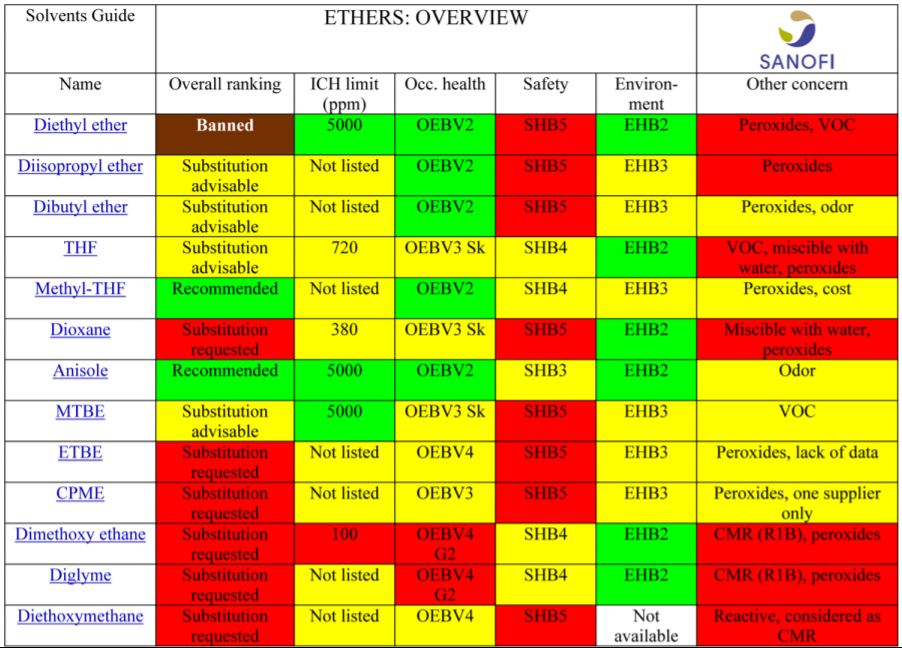 Solvents Guide
ETHERS: OVERVIEW
SANOFI
Name Overall ranking ICH limit (ppm) Occ. health Safety Environ-ment Other concern
Diethyl ether Banned 5000 OEBV2 SHB5 EHB2 Peroxides, VOC
Diisopropyl ether Substitution advisable Not listed OEBV2 SHB5 EHB3 Peroxides
Dibutyl ether Substitution advisable Not listed OEBV2 SHB5 EHB3 Peroxides, odor
THF Substitution advisable 720 OEBV3 Sk SHB4 EHB2 VOC, miscible with water, peroxides
Methyl-THF Recommended Not listed OEBV2 SHB4 EHB3 Peroxides, cost
Dioxane Substitution requested 380 OEBV3 Sk SHB5 EHB2 Miscible with water, peroxides
Anisole Recommended 5000 OEBV2 SHB3 EHB2 Odor
MTBE Substitution advisable 5000 OEBV3 Sk SHB5 EHB3 VOC
ETBE Substitution requested Not listed OEBV4 SHB5 EHB3 Peroxides, lack of data
CPME Substitution requested Not listed OEBV3 SHB5 EHB3 Peroxides, one supplier only
Dimethoxy ethane Substitution requested 100 OEBV4 G2 SHB4 EHB2 CMR (R1B), peroxides
Diglyme Substitution requested Not listed OEBV4 G2 SHB4 EHB2 CMR (R1B), peroxides
Diethoxymethane Substitution requested Not listed OEBV4 SHB5 Not available Reactive, considered as CMR